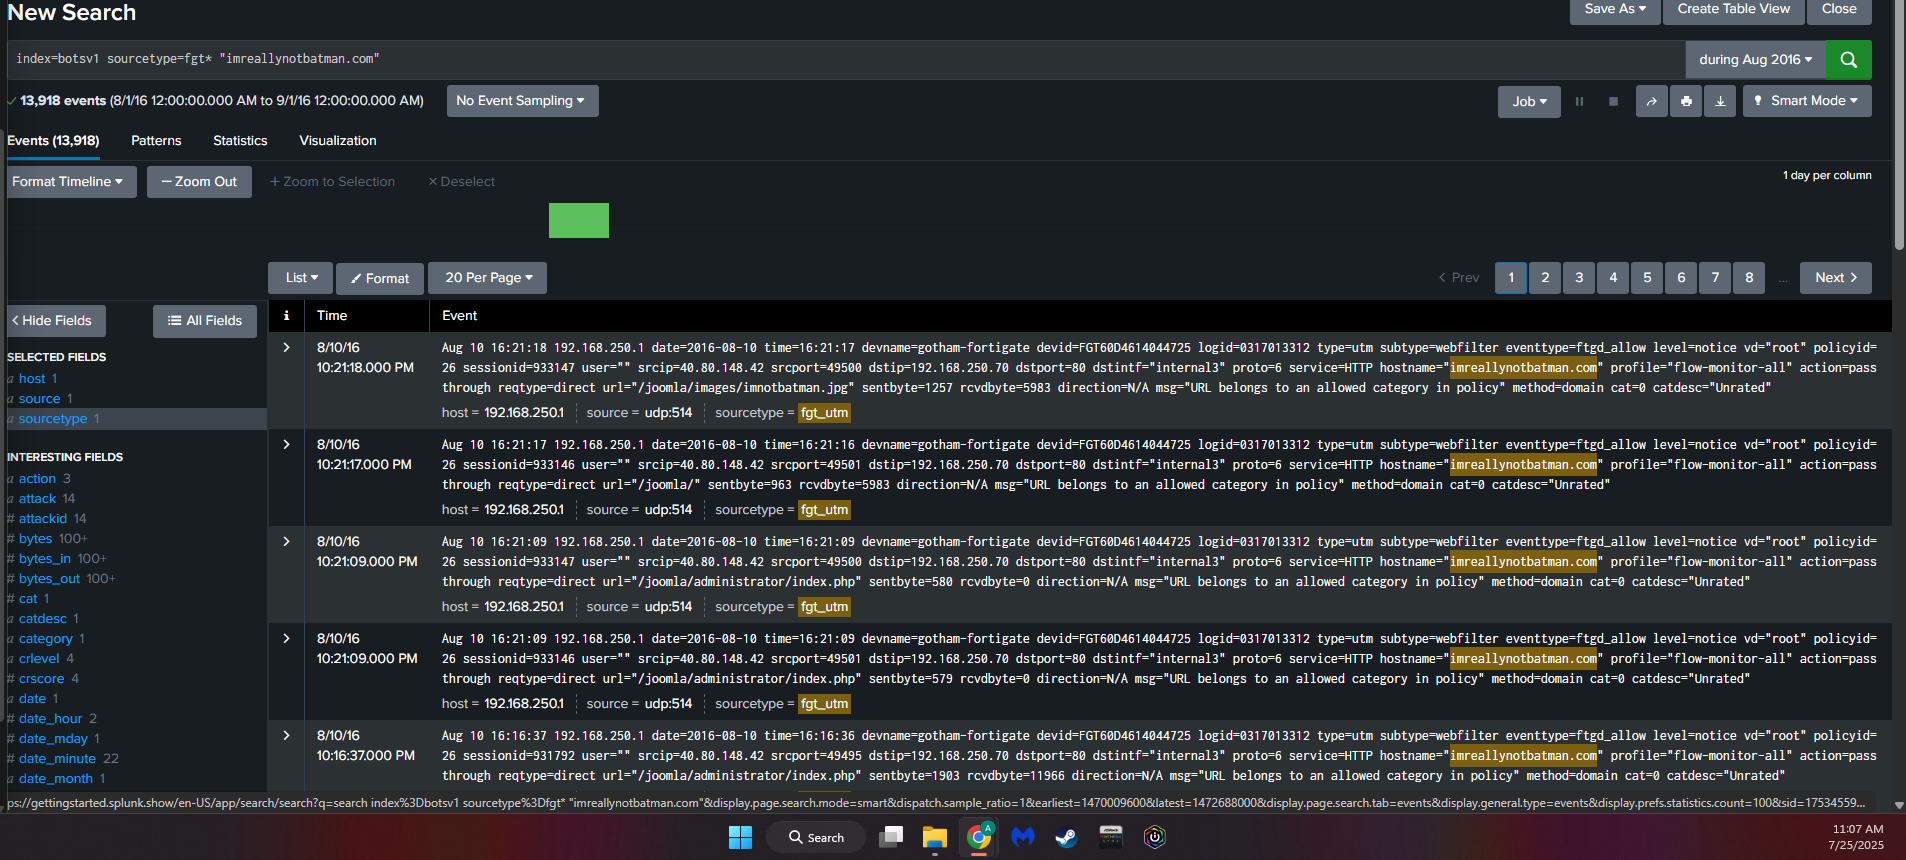 New Search
Save As ▾
Create Table View
Close
index=botsv1 sourcetype=fgt* "imreallynotbatman.com"
during Aug 2016 ▾
✓ 13,918 events (8/1/16 12:00:00.000 AM to 9/1/16 12:00:00.000 AM)
No Event Sampling ▾
Job ▾
Smart Mode ▾
Events (13,918)
Patterns
Statistics
Visualization
Format Timeline ▾
– Zoom Out
+ Zoom to Selection
× Deselect
1 day per column
List ▾
Format
20 Per Page ▾
< Prev
1
2
3
4
5
6
7
8
...
Next >
< Hide Fields
All Fields
SELECTED FIELDS
a host 1
a source 1
a sourcetype 1
INTERESTING FIELDS
a action 3
a attack 14
# attackid 14
# bytes 100+
# bytes_in 100+
# bytes_out 100+
# cat 1
a catdesc 1
a category 1
a crlevel 4
# crscore 4
a date 1
# date_hour 2
# date_mday 1
# date_minute 22
a date_month 1
i
Time
Event
8/10/16
10:21:18.000 PM
Aug 10 16:21:18 192.168.250.1 date=2016-08-10 time=16:21:17 devname=gotham-fortigate devid=FGT60D4614044725 logid=0317013312 type=utm subtype=webfilter eventtype=ftgd_allow level=notice vd="root" policyid=
26 sessionid=933147 user="" srcip=40.80.148.42 srcport=49500 dstip=192.168.250.70 dstport=80 dstintf="internal3" proto=6 service=HTTP hostname="imreallynotbatman.com" profile="flow-monitor-all" action=pass
through reqtype=direct url="/joomla/images/imnotbatman.jpg" sentbyte=1257 rcvdbyte=5983 direction=N/A msg="URL belongs to an allowed category in policy" method=domain cat=0 catdesc="Unrated"
host = 192.168.250.1 source = udp:514 sourcetype = fgt_utm
8/10/16
10:21:17.000 PM
Aug 10 16:21:17 192.168.250.1 date=2016-08-10 time=16:21:16 devname=gotham-fortigate devid=FGT60D4614044725 logid=0317013312 type=utm subtype=webfilter eventtype=ftgd_allow level=notice vd="root" policyid=
26 sessionid=933146 user="" srcip=40.80.148.42 srcport=49501 dstip=192.168.250.70 dstport=80 dstintf="internal3" proto=6 service=HTTP hostname="imreallynotbatman.com" profile="flow-monitor-all" action=pass
through reqtype=direct url="/joomla/" sentbyte=963 rcvdbyte=5983 direction=N/A msg="URL belongs to an allowed category in policy" method=domain cat=0 catdesc="Unrated"
host = 192.168.250.1 source = udp:514 sourcetype = fgt_utm
8/10/16
10:21:09.000 PM
Aug 10 16:21:09 192.168.250.1 date=2016-08-10 time=16:21:09 devname=gotham-fortigate devid=FGT60D4614044725 logid=0317013312 type=utm subtype=webfilter eventtype=ftgd_allow level=notice vd="root" policyid=
26 sessionid=933147 user="" srcip=40.80.148.42 srcport=49500 dstip=192.168.250.70 dstport=80 dstintf="internal3" proto=6 service=HTTP hostname="imreallynotbatman.com" profile="flow-monitor-all" action=pass
through reqtype=direct url="/joomla/administrator/index.php" sentbyte=580 rcvdbyte=0 direction=N/A msg="URL belongs to an allowed category in policy" method=domain cat=0 catdesc="Unrated"
host = 192.168.250.1 source = udp:514 sourcetype = fgt_utm
8/10/16
10:21:09.000 PM
Aug 10 16:21:09 192.168.250.1 date=2016-08-10 time=16:21:09 devname=gotham-fortigate devid=FGT60D4614044725 logid=0317013312 type=utm subtype=webfilter eventtype=ftgd_allow level=notice vd="root" policyid=
26 sessionid=933146 user="" srcip=40.80.148.42 srcport=49501 dstip=192.168.250.70 dstport=80 dstintf="internal3" proto=6 service=HTTP hostname="imreallynotbatman.com" profile="flow-monitor-all" action=pass
through reqtype=direct url="/joomla/administrator/index.php" sentbyte=579 rcvdbyte=0 direction=N/A msg="URL belongs to an allowed category in policy" method=domain cat=0 catdesc="Unrated"
host = 192.168.250.1 source = udp:514 sourcetype = fgt_utm
8/10/16
10:16:37.000 PM
Aug 10 16:16:37 192.168.250.1 date=2016-08-10 time=16:16:36 devname=gotham-fortigate devid=FGT60D4614044725 logid=0317013312 type=utm subtype=webfilter eventtype=ftgd_allow level=notice vd="root" policyid=
26 sessionid=931792 user="" srcip=40.80.148.42 srcport=49495 dstip=192.168.250.70 dstport=80 dstintf="internal3" proto=6 service=HTTP hostname="imreallynotbatman.com" profile="flow-monitor-all" action=pass
through reqtype=direct url="/joomla/administrator/index.php" sentbyte=1903 rcvdbyte=11966 direction=N/A msg="URL belongs to an allowed category in policy" method=domain cat=0 catdesc="Unrated"
ps://gettingstarted.splunk.show/en-US/app/search/search?q=search index%3Dbotsv1 sourcetype%3Dfgt* "imreallynotbatman.com"&display.page.search.mode=smart&dispatch.sample_ratio=1&earliest=1470009600&latest=1472688000&display.page.search.tab=events&display.general.type=events&display.prefs.statistics.count=100&sid=17534559...
Search
A
11:07 AM
7/25/2025